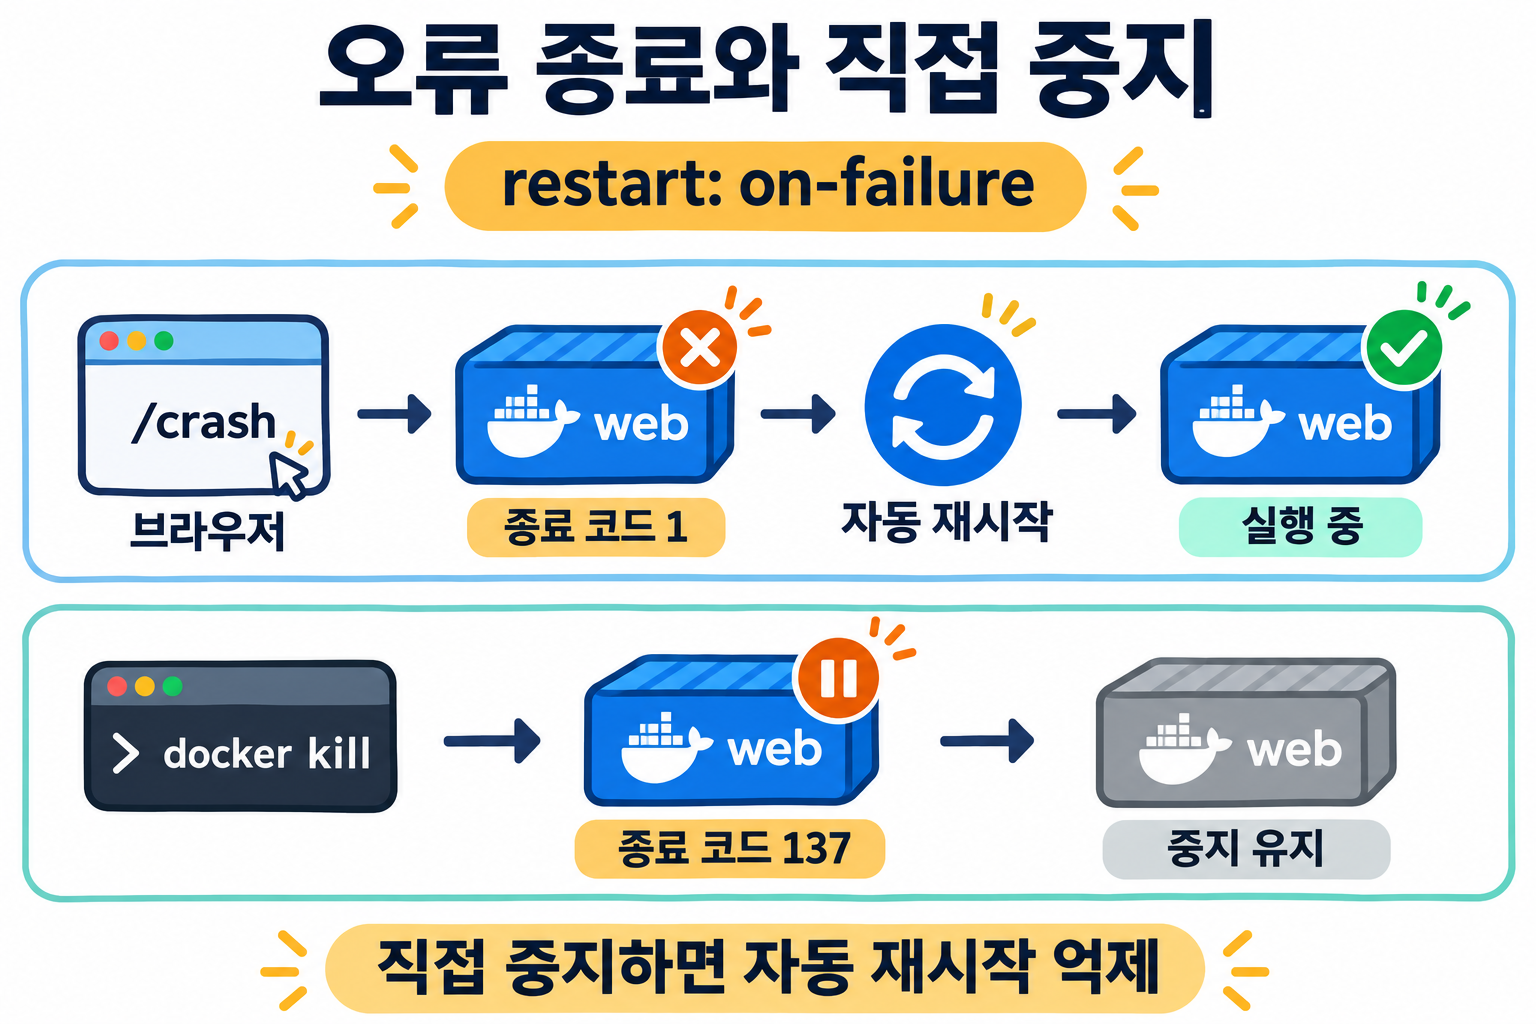 오류 종료와 직접 중지
restart: on-failure
/crash
브라우저
web
종료 코드 1
자동 재시작
web
실행 중
> docker kill
web
종료 코드 137
web
중지 유지
직접 중지하면 자동 재시작 억제